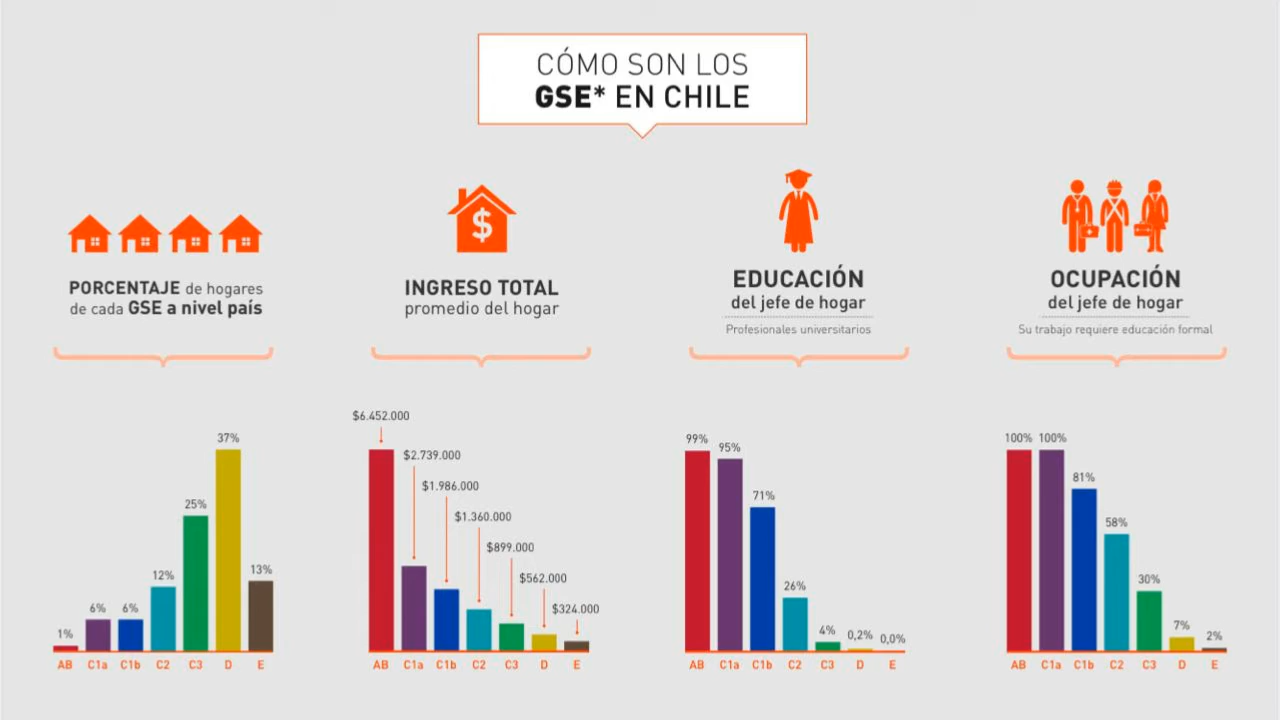 CÓMO SON LOS
GSE* EN CHILE
$
PORCENTAJE de hogares
de cada GSE a nivel país
INGRESO TOTAL
promedio del hogar
EDUCACIÓN
del jefe de hogar
Profesionales universitarios
OCUPACIÓN
del jefe de hogar
Su trabajo requiere educación formal
1%
6%
6%
12%
25%
37%
13%
AB C1a C1b C2 C3 D E
$6.452.000
$2.739.000
$1.986.000
$1.360.000
$899.000
$562.000
$324.000
AB C1a C1b C2 C3 D E
99%
95%
71%
26%
4%
0,2%
0,0%
AB C1a C1b C2 C3 D E
100%
100%
81%
58%
30%
7%
2%
AB C1a C1b C2 C3 D E